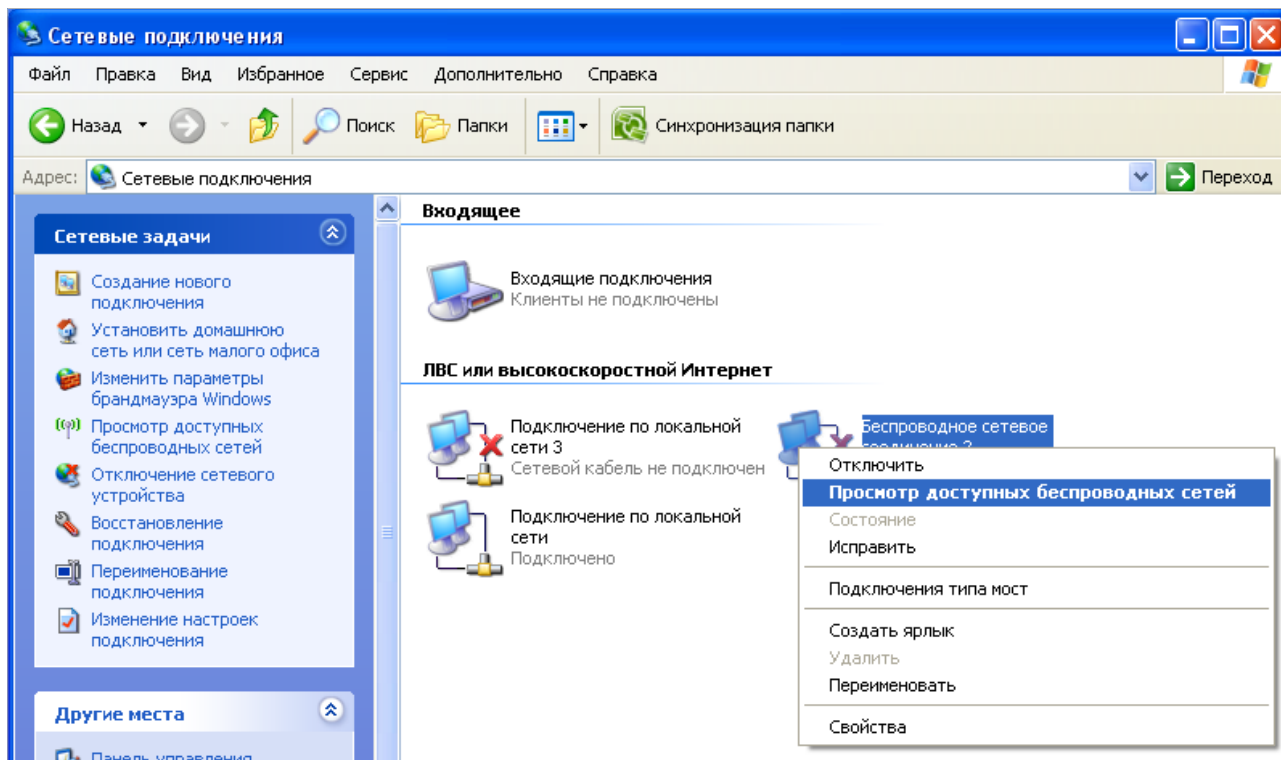 Сетевые подключения
Файл Правка Вид Избранное Сервис Дополнительно Справка
Назад Поиск Папки Синхронизация папки
Адрес: Сетевые подключения Переход
Сетевые задачи
Создание нового
подключения
Установить домашнюю
сеть или сеть малого офиса
Изменить параметры
брандмауэра Windows
Просмотр доступных
беспроводных сетей
Отключение сетевого
устройства
Восстановление
подключения
Переименование
подключения
Изменение настроек
подключения
Другие места
Панель управления
Входящее
Входящие подключения
Клиенты не подключены
ЛВС или высокоскоростной Интернет
Подключение по локальной
сети 3
Сетевой кабель не подключен
Беспроводное сетевое
соединение
Подключение по локальной
сети
Подключено
Отключить
Просмотр доступных беспроводных сетей
Состояние
Исправить
Подключения типа мост
Создать ярлык
Удалить
Переименовать
Свойства